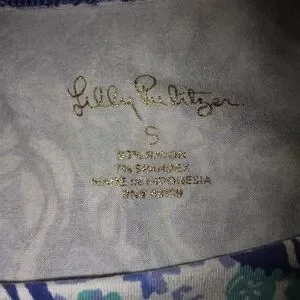 Lilly Pulitzer
S
93% RAYON
7% SPANDEX
MADE IN INDONESIA